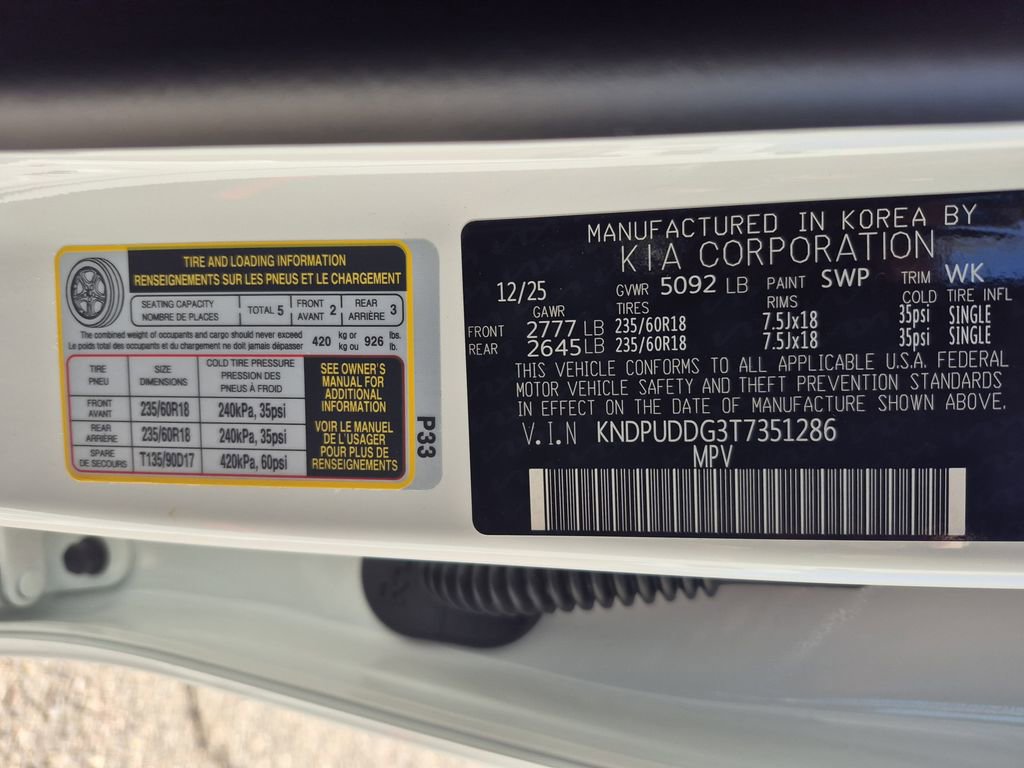 TIRE AND LOADING INFORMATION
RENSEIGNEMENTS SUR LES PNEUS ET LE CHARGEMENT
SEATING CAPACITY
NOMBRE DE PLACES
TOTAL 5
FRONT
AVANT 2
REAR
ARRIÈRE 3
The combined weight of occupants and cargo should never exceed 420 kg or 926 lbs.
Le poids total des occupants et du chargement ne doit jamais dépasser kg ou lb.
TIRE
PNEU
SIZE
DIMENSIONS
COLD TIRE PRESSURE
PRESSION DES
PNEUS À FROID
FRONT
AVANT
235/60R18
240kPa, 35psi
REAR
ARRIÈRE
235/60R18
240kPa, 35psi
SPARE
DE SECOURS
T135/90D17
420kPa, 60psi
SEE OWNER'S
MANUAL FOR
ADDITIONAL
INFORMATION
VOIR LE MANUEL
DE L'USAGER
POUR PLUS DE
RENSEIGNEMENTS
P33
MANUFACTURED IN KOREA BY
KIA CORPORATION
12/25 GVWR 5092 LB PAINT SWP TRIM WK
GAWR TIRES RIMS COLD TIRE INFL
FRONT 2777 LB 235/60R18 7.5Jx18 35psi SINGLE
REAR 2645 LB 235/60R18 7.5Jx18 35psi SINGLE
THIS VEHICLE CONFORMS TO ALL APPLICABLE U.S.A. FEDERAL
MOTOR VEHICLE SAFETY AND THEFT PREVENTION STANDARDS
IN EFFECT ON THE DATE OF MANUFACTURE SHOWN ABOVE.
V.I.N KNDPUDDG3T7351286
MPV